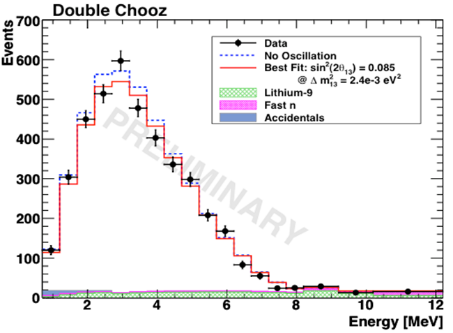 Double Chooz
Events
700
600
500
400
300
200
100
0
Data
No Oscillation
Best Fit: sin²(2θ₁₃) = 0.085
@ Δ m²₁₃ = 2.4e-3 eV²
Lithium-9
Fast n
Accidentals
PRELIMINARY
2 4 6 8 10 12
Energy [MeV]